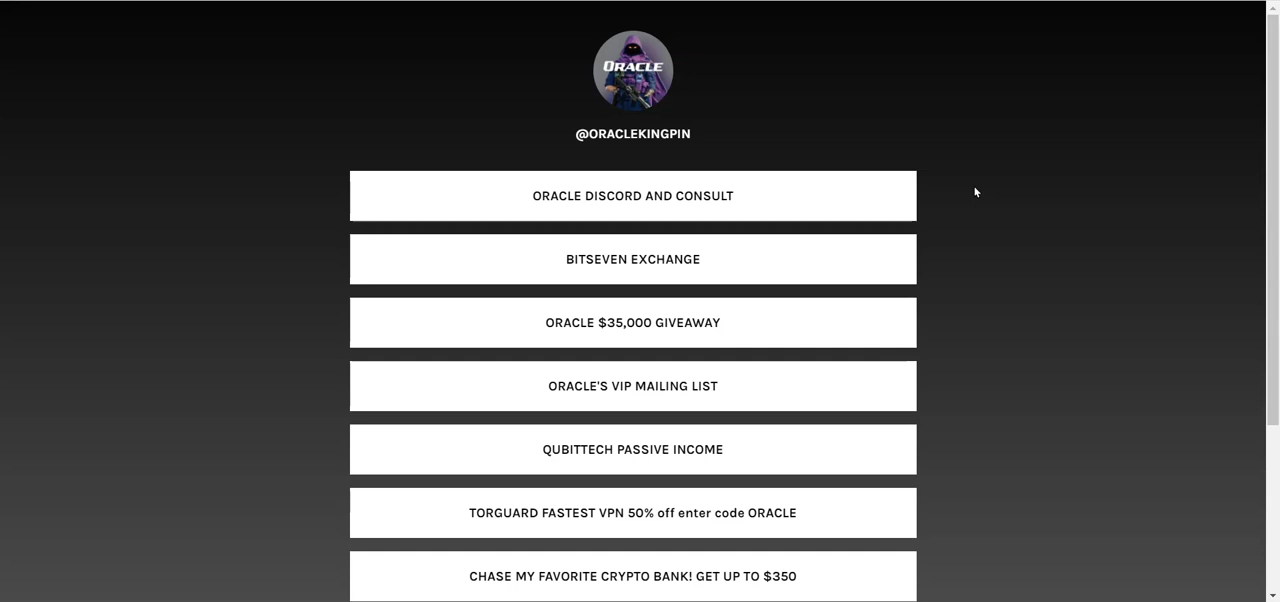 ORACLE
@ORACLEKINGPIN
ORACLE DISCORD AND CONSULT
BITSEVEN EXCHANGE
ORACLE $35,000 GIVEAWAY
ORACLE'S VIP MAILING LIST
QUBITTECH PASSIVE INCOME
TORGUARD FASTEST VPN 50% off enter code ORACLE
CHASE MY FAVORITE CRYPTO BANK! GET UP TO $350